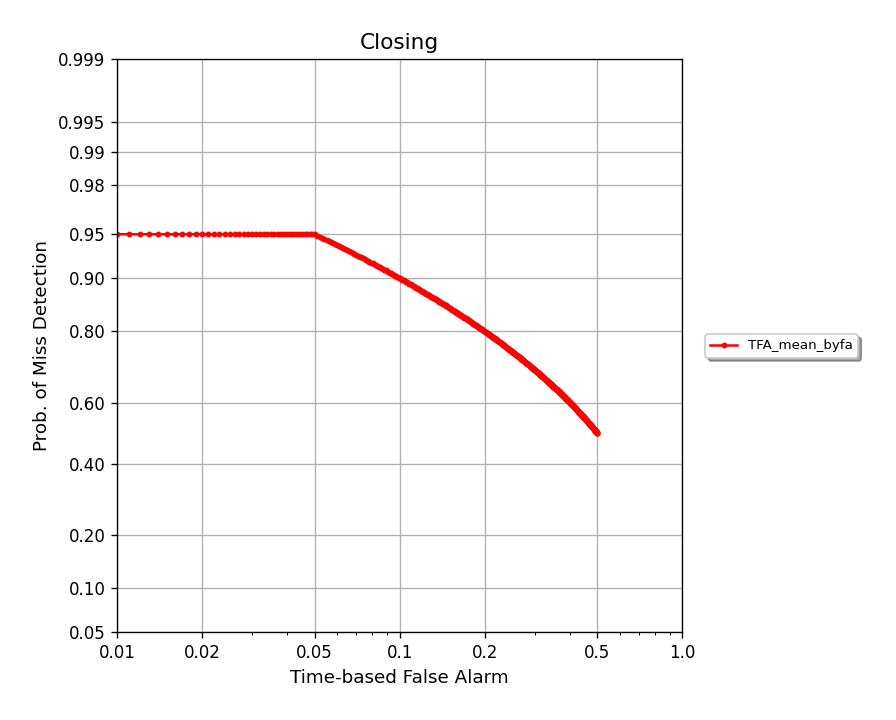 Closing
0.999
0.995
0.99
0.98
0.95
0.90
0.80
0.60
0.40
0.20
0.10
0.05
Prob. of Miss Detection
0.01 0.02 0.05 0.1 0.2 0.5 1.0
Time-based False Alarm
TFA_mean_byfa